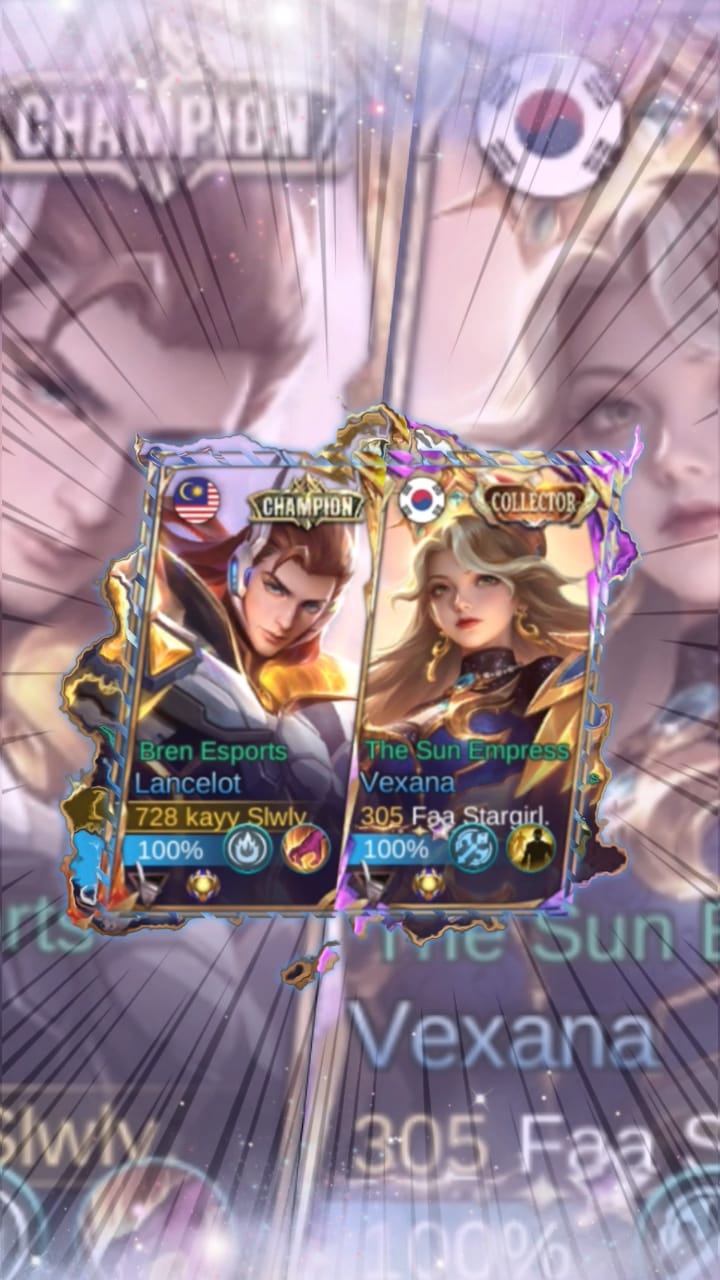 CHAMPION
CHAMPION
COLLECTOR
Bren Esports
Lancelot
728 kayy Slwly.
100%
The Sun Empress
Vexana
305 Faa Stargirl.
100%
rts
The Sun E
Vexana
Slwly
305 Faa S
100%